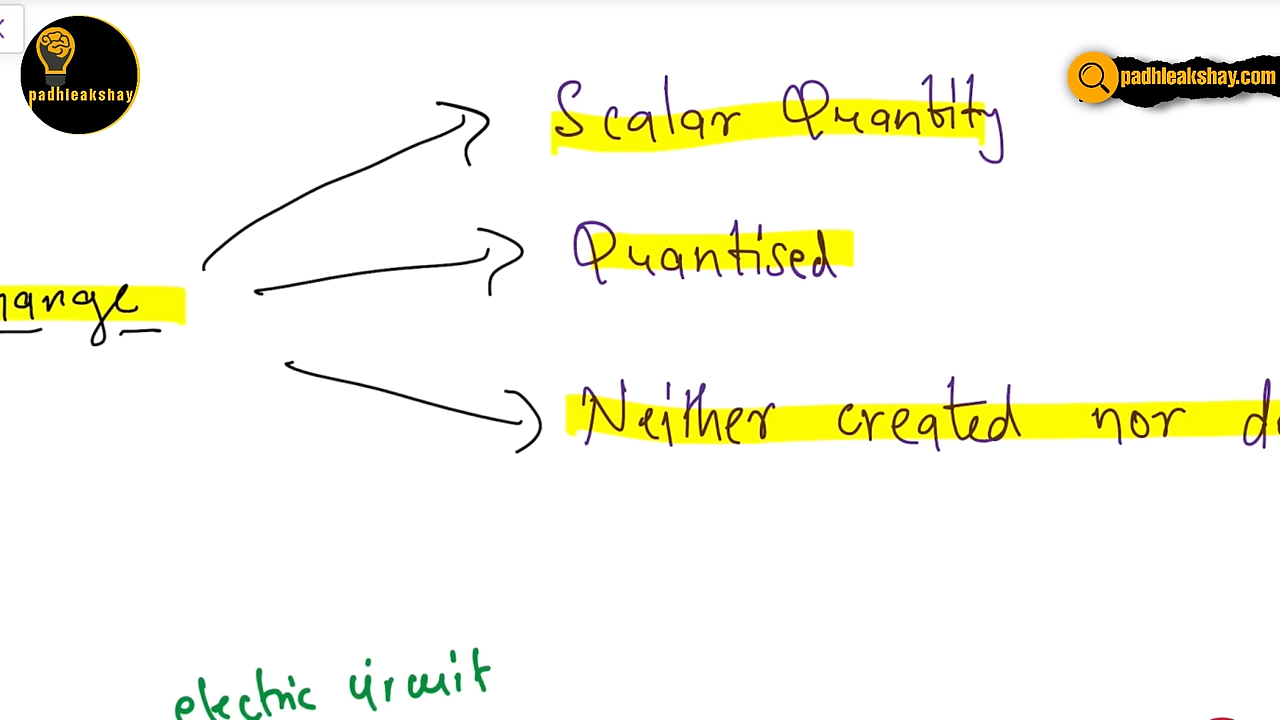 padhleakshay
padhleakshay.com
Scalar Quantity
Quantised
Neither created nor
electric circuit